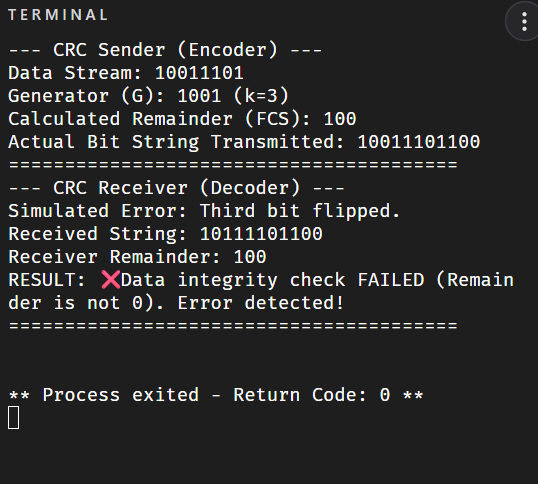 TERMINAL
--- CRC Sender (Encoder) ---
Data Stream: 10011101
Generator (G): 1001 (k=3)
Calculated Remainder (FCS): 100
Actual Bit String Transmitted: 10011101100
========================================
--- CRC Receiver (Decoder) ---
Simulated Error: Third bit flipped.
Received String: 10111101100
Receiver Remainder: 100
RESULT: ❌Data integrity check FAILED (Remain
der is not 0). Error detected!
========================================
** Process exited - Return Code: 0 **